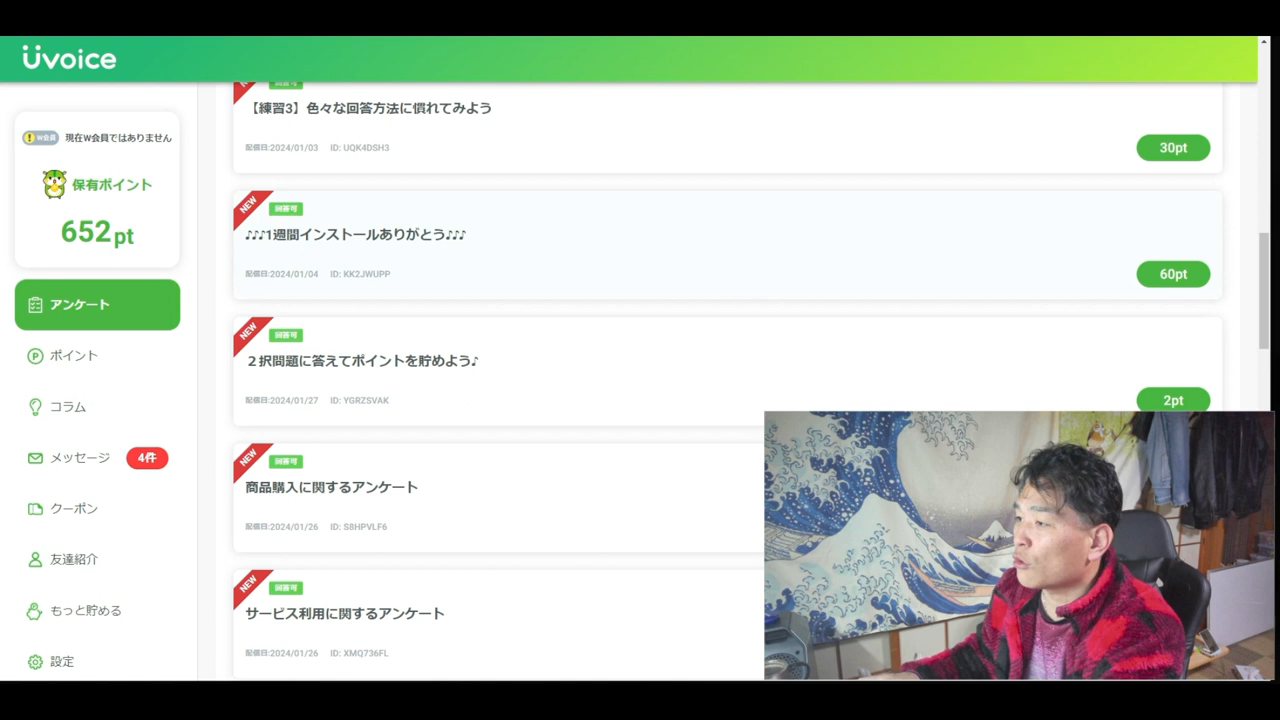 Uvoice
W会員 現在W会員ではありません
保有ポイント
652pt
アンケート
ポイント
コラム
メッセージ 4件
クーポン
友達紹介
もっと貯める
設定
【練習3】色々な回答方法に慣れてみよう
配信日:2024/01/03 ID: UQK4DSH3
30pt
NEW 回答可
♪♪♪1週間インストールありがとう♪♪♪
配信日:2024/01/04 ID: KK2JWUPP
60pt
NEW 回答可
２択問題に答えてポイントを貯めよう♪
配信日:2024/01/27 ID: YGRZSVAK
2pt
NEW 回答可
商品購入に関するアンケート
配信日:2024/01/26 ID: S8HPVLF6
NEW 回答可
サービス利用に関するアンケート
配信日:2024/01/26 ID: XMQ736FL